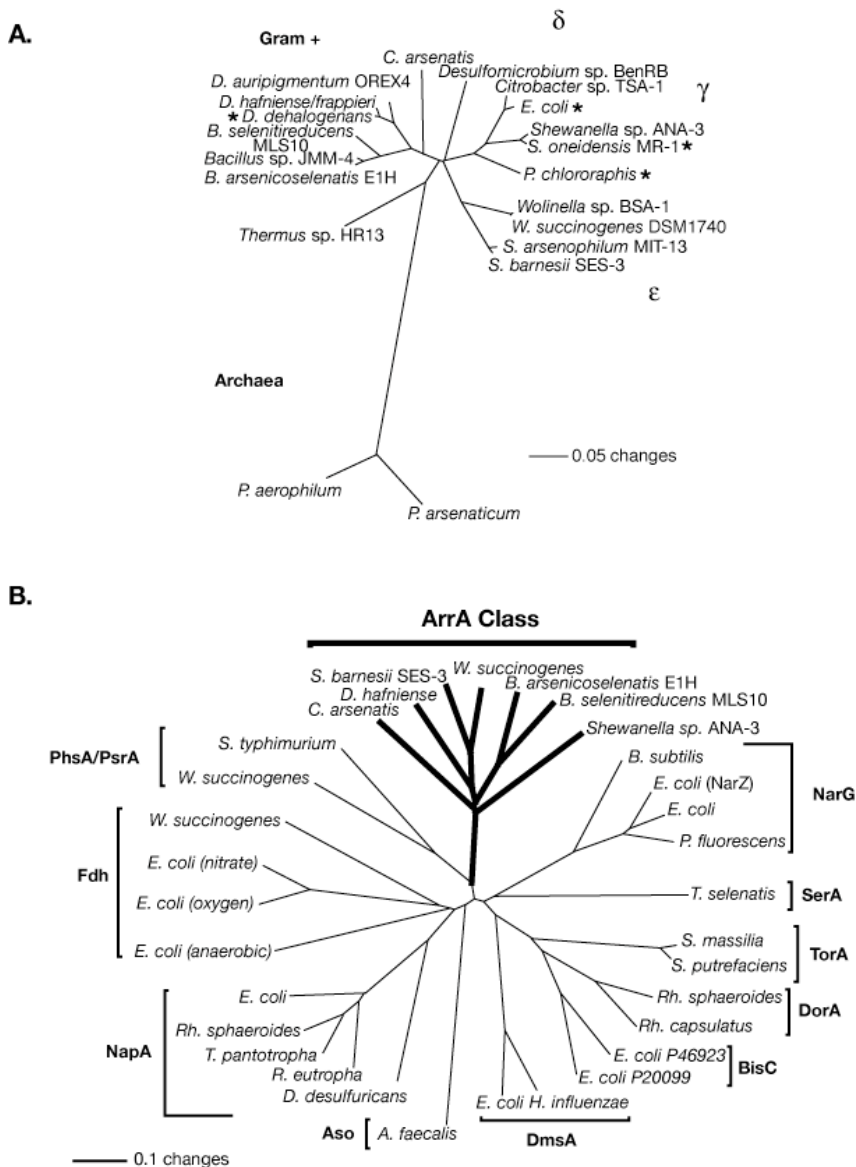 A.
δ
Gram +
C. arsenatis
Desulfomicrobium sp. BenRB
D. auripigmentum OREX4
Citrobacter sp. TSA-1
γ
D. hafniense/frappieri
E. coli *
* D. dehalogenans
B. selenitireducens
MLS10
Shewanella sp. ANA-3
S. oneidensis MR-1*
Bacillus sp. JMM-4
B. arsenicoselenatis E1H
P. chlororaphis*
Wolinella sp. BSA-1
W. succinogenes DSM1740
Thermus sp. HR13
S. arsenophilum MIT-13
S. barnesii SES-3
ε
Archaea
0.05 changes
P. aerophilum
P. arsenaticum
B.
ArrA Class
S. barnesii SES-3
W. succinogenes
D. hafniense
B. arsenicoselenatis E1H
C. arsenatis
B. selenitireducens MLS10
Shewanella sp. ANA-3
PhsA/PsrA
S. typhimurium
W. succinogenes
B. subtilis
E. coli (NarZ)
E. coli
P. fluorescens
NarG
Fdh
W. succinogenes
E. coli (nitrate)
E. coli (oxygen)
E. coli (anaerobic)
T. selenatis
SerA
S. massilia
S. putrefaciens
TorA
NapA
E. coli
Rh. sphaeroides
T. pantotropha
R. eutropha
D. desulfuricans
Rh. sphaeroides
Rh. capsulatus
DorA
E. coli P46923
E. coli P20099
BisC
Aso
A. faecalis
E. coli H. influenzae
DmsA
0.1 changes